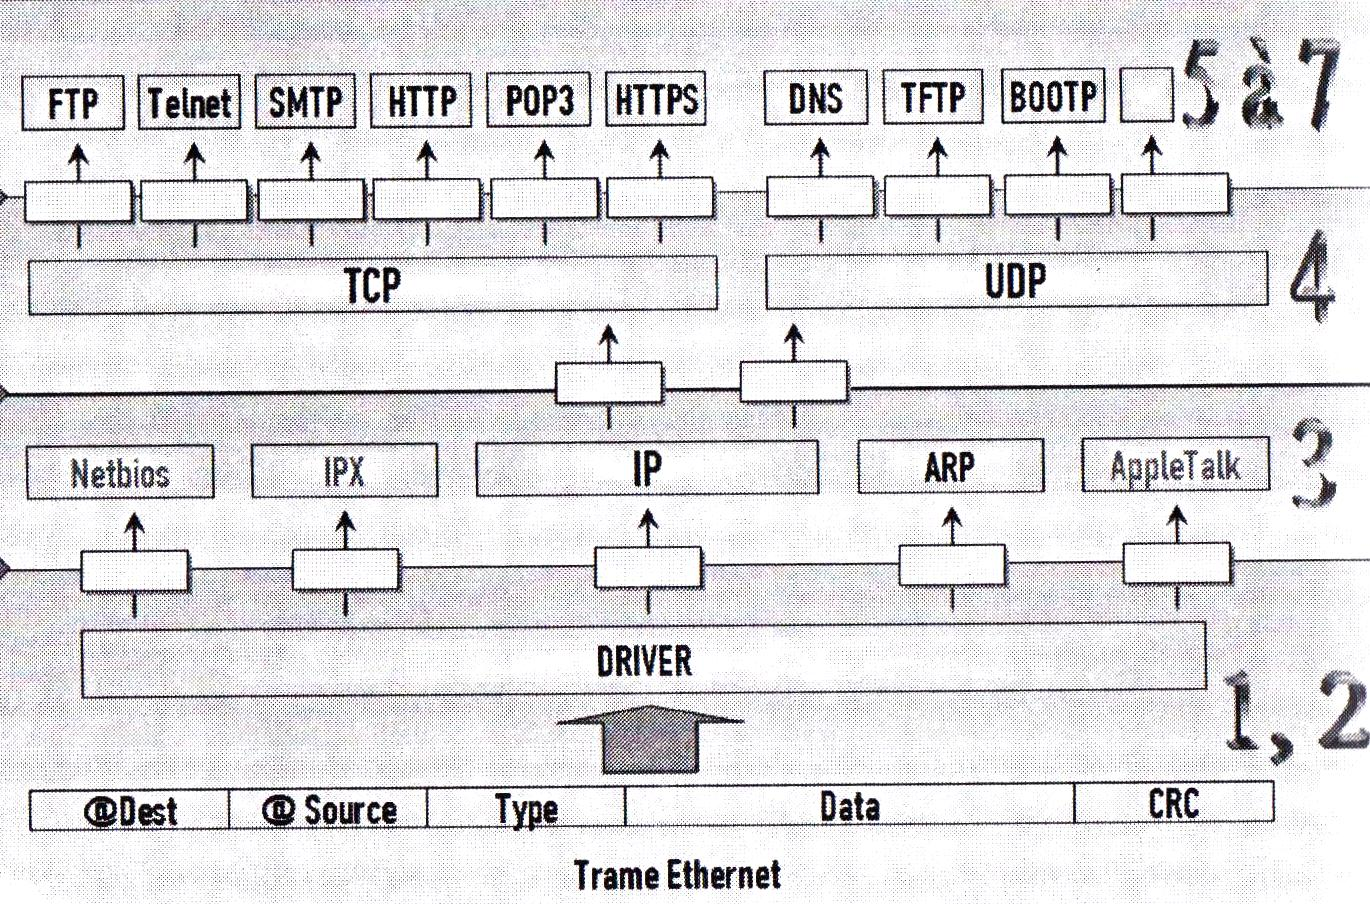 FTP Telnet SMTP HTTP POP3 HTTPS DNS TFTP BOOTP 5 à 7
TCP UDP 4
Netbios IPX IP ARP AppleTalk 3
DRIVER
1, 2
@Dest @ Source Type Data CRC
Trame Ethernet